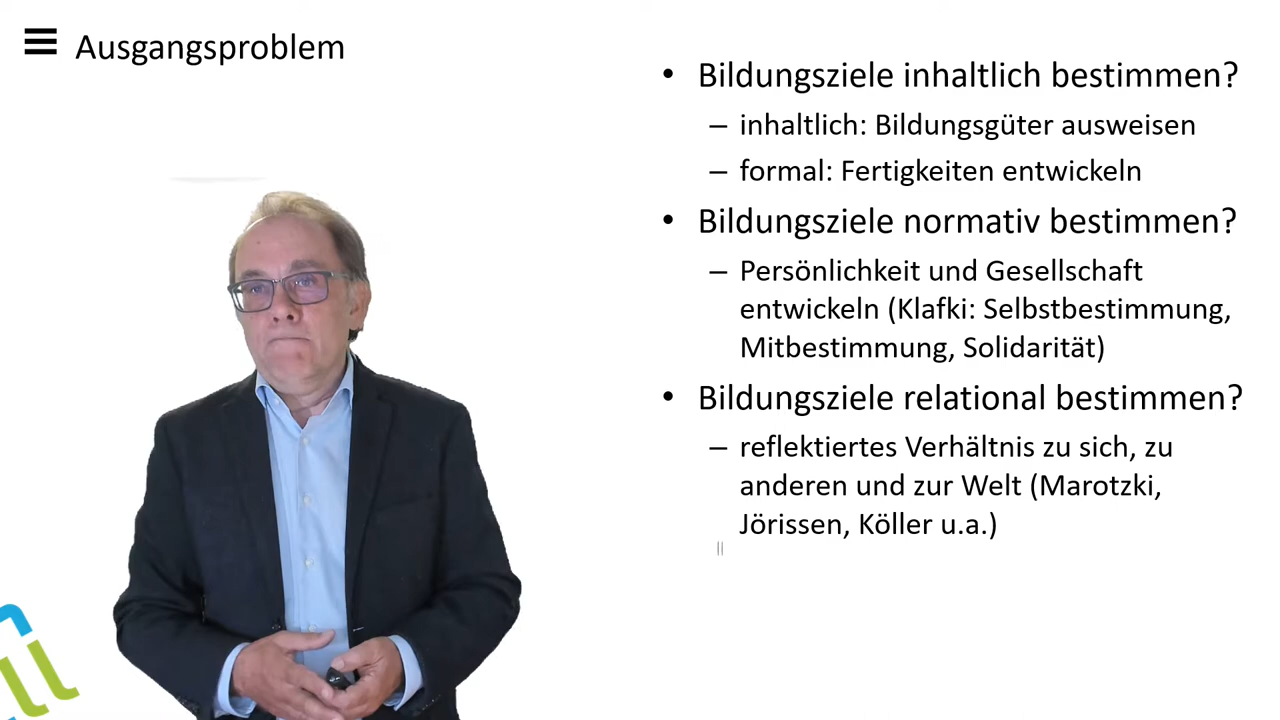 Ausgangsproblem
• Bildungsziele inhaltlich bestimmen?
– inhaltlich: Bildungsgüter ausweisen
– formal: Fertigkeiten entwickeln
• Bildungsziele normativ bestimmen?
– Persönlichkeit und Gesellschaft
entwickeln (Klafki: Selbstbestimmung,
Mitbestimmung, Solidarität)
• Bildungsziele relational bestimmen?
– reflektiertes Verhältnis zu sich, zu
anderen und zur Welt (Marotzki,
Jörissen, Köller u.a.)